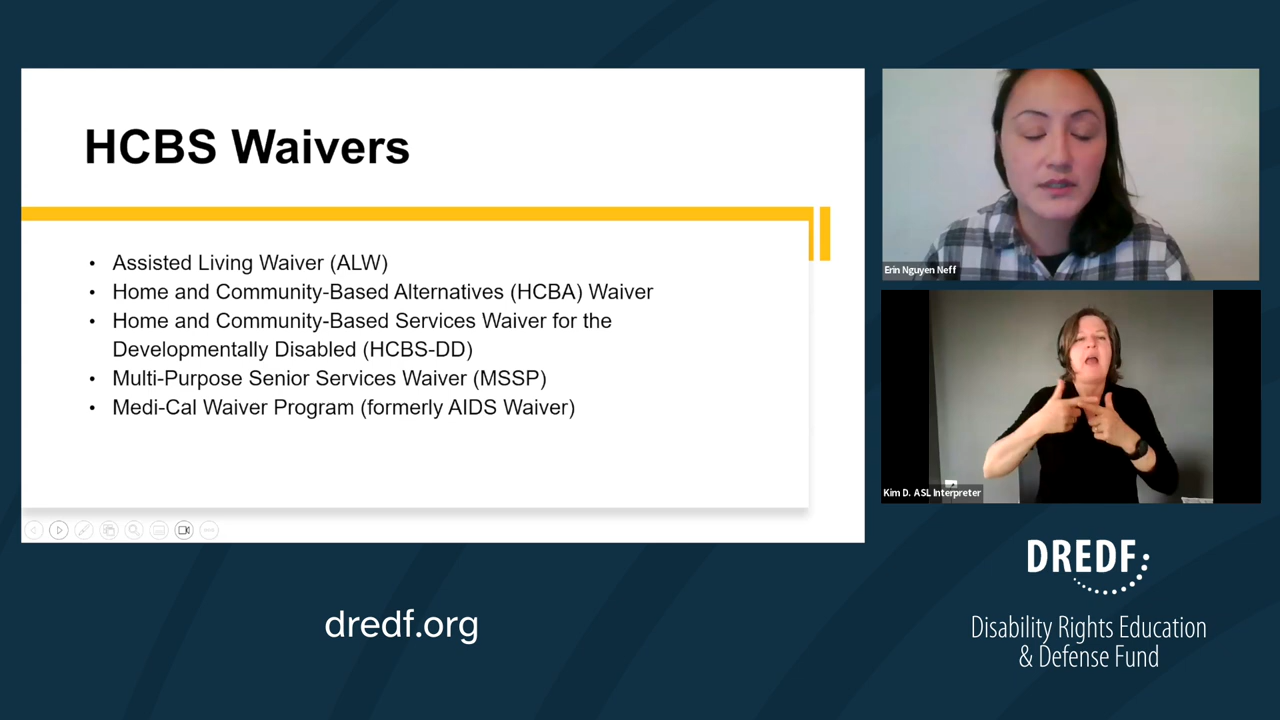 HCBS Waivers
• Assisted Living Waiver (ALW)
• Home and Community-Based Alternatives (HCBA) Waiver
• Home and Community-Based Services Waiver for the
Developmentally Disabled (HCBS-DD)
• Multi-Purpose Senior Services Waiver (MSSP)
• Medi-Cal Waiver Program (formerly AIDS Waiver)
Erin Nguyen Neff
Kim D. ASL Interpreter
dredf.org
DREDF
Disability Rights Education
& Defense Fund